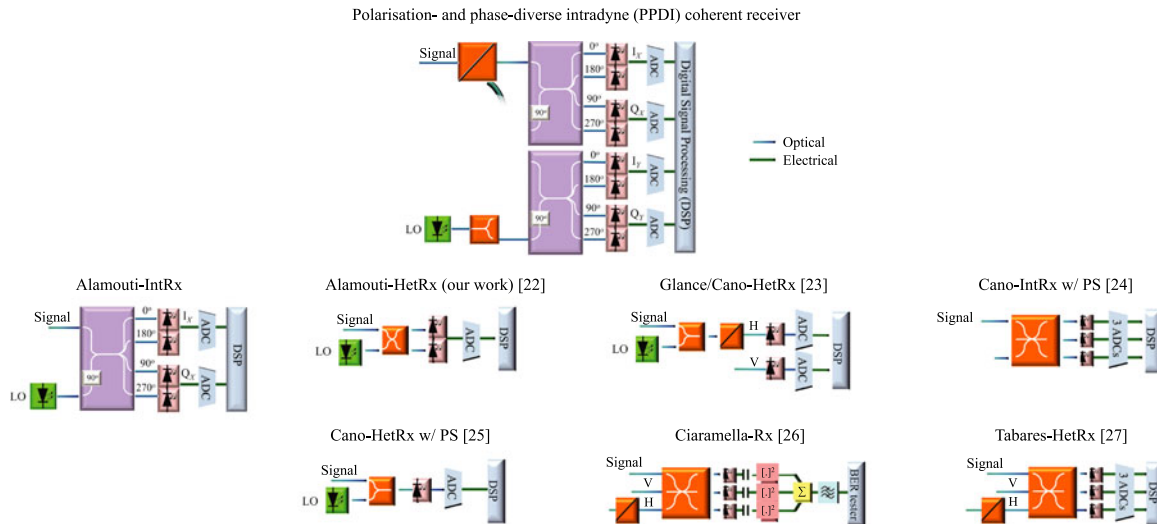 Polarisation- and phase-diverse intradyne (PPDI) coherent receiver
Signal
0°
I_X
180°
ADC
90°
90°
Q_X
270°
ADC
0°
I_Y
180°
ADC
90°
90°
Q_Y
270°
ADC
LO
Digital Signal Processing (DSP)
Optical
Electrical
Alamouti-IntRx
Signal
0°
I_X
180°
ADC
90°
90°
Q_X
270°
ADC
LO
DSP
Alamouti-HetRx (our work) [22]
Signal
LO
ADC
DSP
Glance/Cano-HetRx [23]
Signal
LO
H
ADC
V
ADC
DSP
Cano-IntRx w/ PS [24]
Signal
3 ADCs
DSP
Cano-HetRx w/ PS [25]
Signal
LO
ADC
DSP
Ciaramella-Rx [26]
Signal
V
H
[.]²
[.]²
[.]²
Σ
BER tester
Tabares-HetRx [27]
Signal
V
H
3 ADCs
DSP